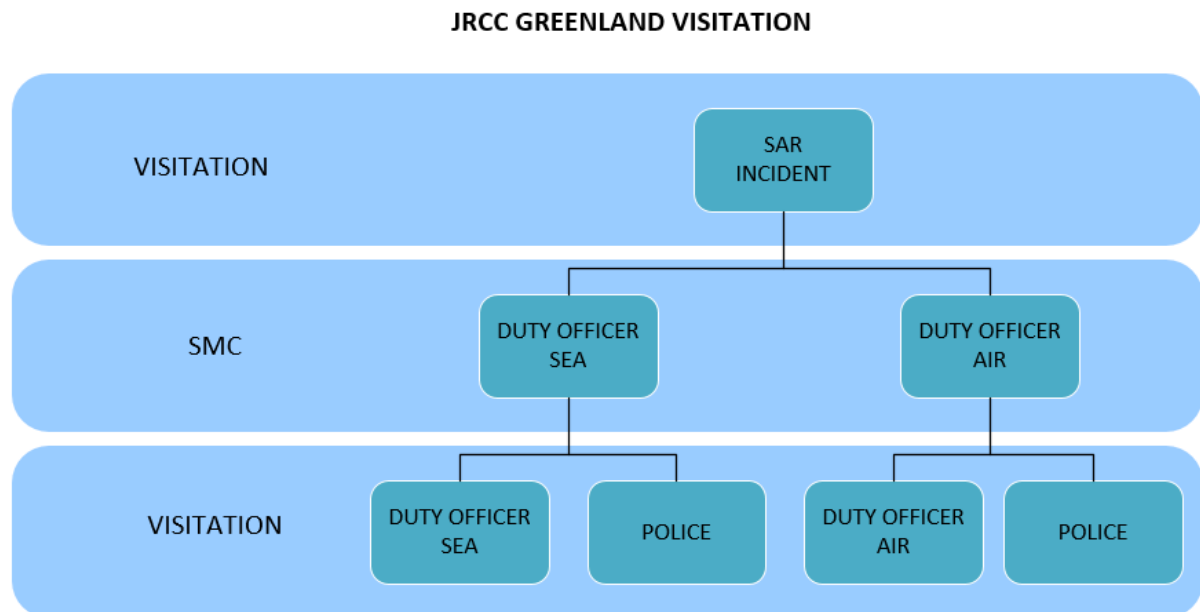 JRCC GREENLAND VISITATION
VISITATION
SAR
INCIDENT
SMC
DUTY OFFICER
SEA
DUTY OFFICER
AIR
VISITATION
DUTY OFFICER
SEA
POLICE
DUTY OFFICER
AIR
POLICE